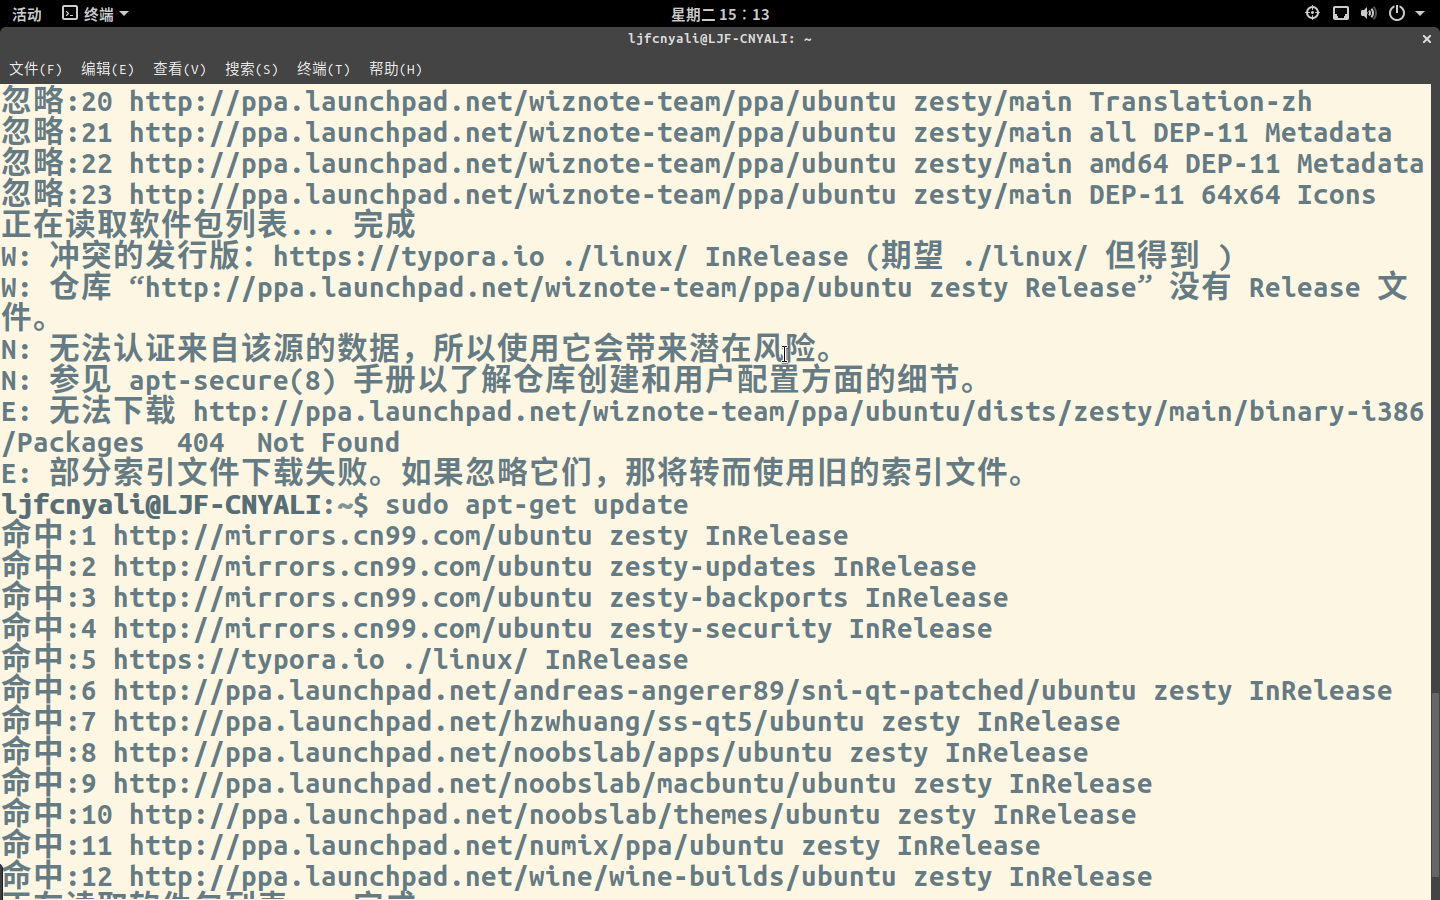 活动 终端 星期二 15：13
ljfcnyali@LJF-CNYALI: ~
文件(F) 编辑(E) 查看(V) 搜索(S) 终端(T) 帮助(H)
忽略:20 http://ppa.launchpad.net/wiznote-team/ppa/ubuntu zesty/main Translation-zh
忽略:21 http://ppa.launchpad.net/wiznote-team/ppa/ubuntu zesty/main all DEP-11 Metadata
忽略:22 http://ppa.launchpad.net/wiznote-team/ppa/ubuntu zesty/main amd64 DEP-11 Metadata
忽略:23 http://ppa.launchpad.net/wiznote-team/ppa/ubuntu zesty/main DEP-11 64x64 Icons
正在读取软件包列表... 完成
W: 冲突的发行版：https://typora.io ./linux/ InRelease (期望 ./linux/ 但得到 )
W: 仓库 “http://ppa.launchpad.net/wiznote-team/ppa/ubuntu zesty Release” 没有 Release 文
件。
N: 无法认证来自该源的数据，所以使用它会带来潜在风险。
N: 参见 apt-secure(8) 手册以了解仓库创建和用户配置方面的细节。
E: 无法下载 http://ppa.launchpad.net/wiznote-team/ppa/ubuntu/dists/zesty/main/binary-i386
/Packages  404  Not Found
E: 部分索引文件下载失败。如果忽略它们，那将转而使用旧的索引文件。
ljfcnyali@LJF-CNYALI:~$ sudo apt-get update
命中:1 http://mirrors.cn99.com/ubuntu zesty InRelease
命中:2 http://mirrors.cn99.com/ubuntu zesty-updates InRelease
命中:3 http://mirrors.cn99.com/ubuntu zesty-backports InRelease
命中:4 http://mirrors.cn99.com/ubuntu zesty-security InRelease
命中:5 https://typora.io ./linux/ InRelease
命中:6 http://ppa.launchpad.net/andreas-angerer89/sni-qt-patched/ubuntu zesty InRelease
命中:7 http://ppa.launchpad.net/hzwhuang/ss-qt5/ubuntu zesty InRelease
命中:8 http://ppa.launchpad.net/noobslab/apps/ubuntu zesty InRelease
命中:9 http://ppa.launchpad.net/noobslab/macbuntu/ubuntu zesty InRelease
命中:10 http://ppa.launchpad.net/noobslab/themes/ubuntu zesty InRelease
命中:11 http://ppa.launchpad.net/numix/ppa/ubuntu zesty InRelease
命中:12 http://ppa.launchpad.net/wine/wine-builds/ubuntu zesty InRelease
正在读取软件包列表... 完成